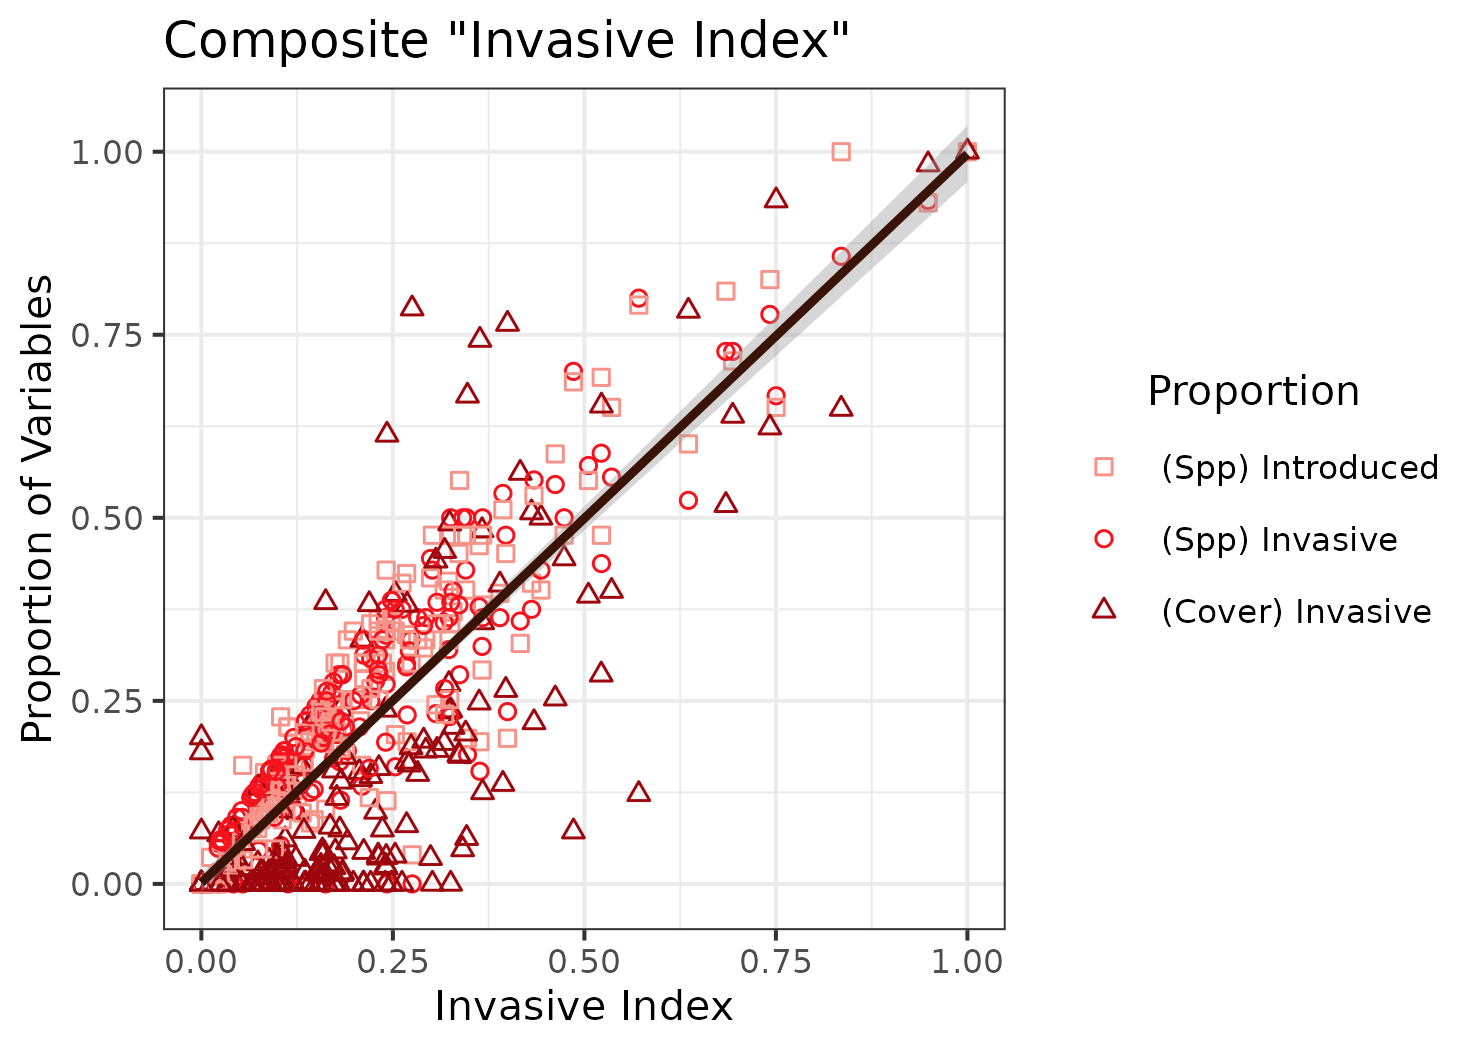 Composite "Invasive Index"
1.00
0.75
0.50
0.25
0.00
Proportion of Variables
0.00 0.25 0.50 0.75 1.00
Invasive Index
Proportion
(Spp) Introduced
(Spp) Invasive
(Cover) Invasive